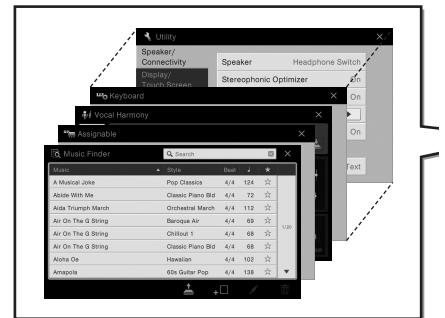 Utility
Speaker/
Connectivity
Display/
Touch Screen
Speaker Headphone Switch
Stereophonic Optimizer On
On
On
Text
Keyboard
Vocal Harmony
Assignable
Music Finder Search
Music Style Beat ♩ ★
A Musical Joke Pop Classics 4/4 124 ☆
Abide With Me Classic Piano Bld 4/4 72 ☆
Aida Triumph March Orchestral March 4/4 112 ☆
Air On The G String Baroque Air 4/4 69 ☆
Air On The G String Chillout 1 4/4 68 ☆
Air On The G String Classic Piano Bld 4/4 68 ☆
Aloha Oe Hawaiian 4/4 102 ☆
Amapola 60s Guitar Pop 4/4 138 ☆
1/20